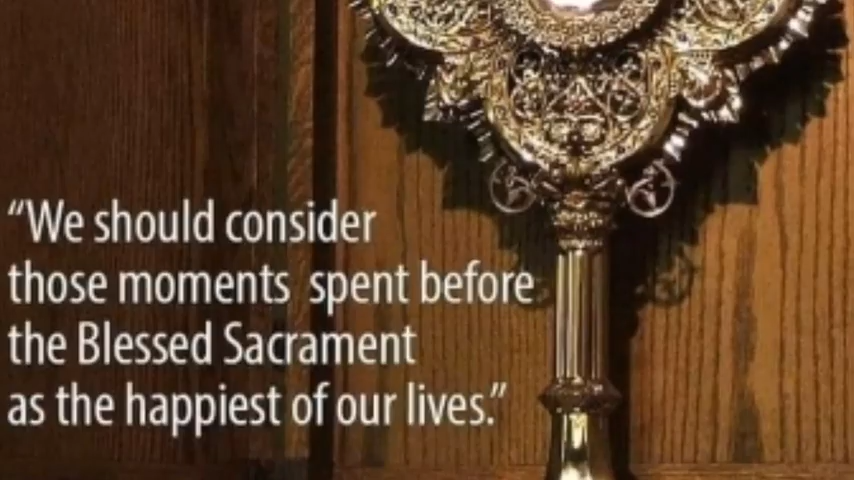 “We should consider
those moments spent before
the Blessed Sacrament
as the happiest of our lives.”